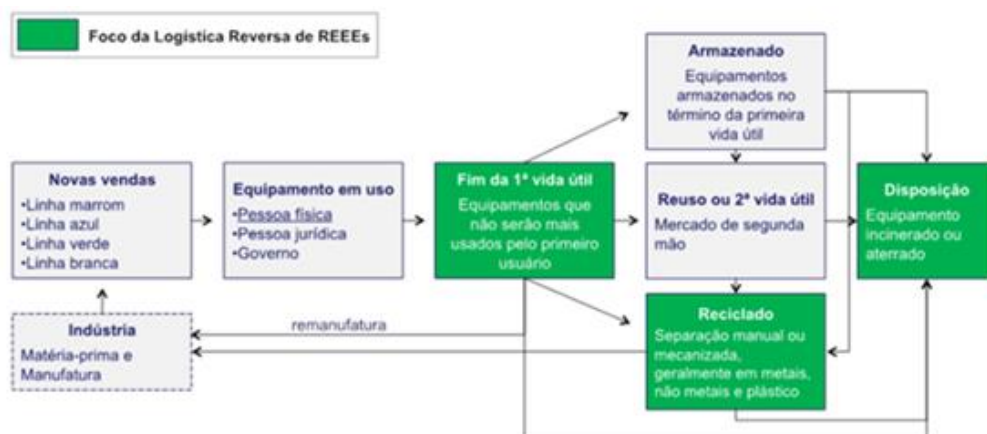 Foco da Logística Reversa de REEEs
Armazenado
Equipamentos
armazenados no
término da primeira
vida útil
Novas vendas
•Linha marrom
•Linha azul
•Linha verde
•Linha branca
Equipamento em uso
•Pessoa física
•Pessoa jurídica
•Governo
Fim da 1ª vida útil
Equipamentos que
não serão mais
usados pelo primeiro
usuário
Reuso ou 2ª vida útil
Mercado de segunda
mão
Disposição
Equipamento
incinerado ou
aterrado
Indústria
Matéria-prima e
Manufatura
remanufatura
Reciclado
Separação manual ou
mecanizada,
geralmente em metais,
não metais e plástico